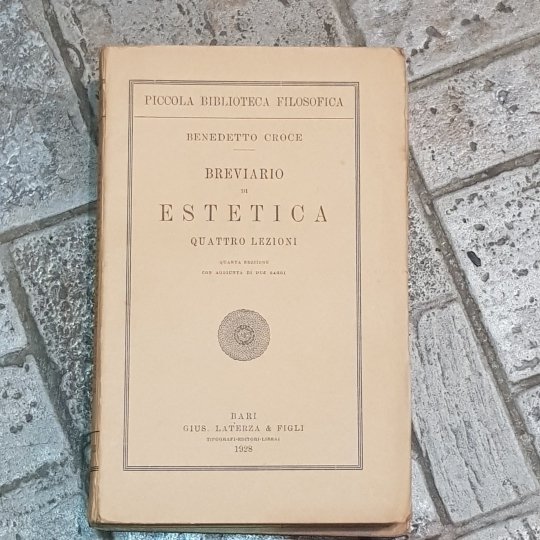 PICCOLA BIBLIOTECA FILOSOFICA
BENEDETTO CROCE
BREVIARIO
DI
ESTETICA
QUATTRO LEZIONI
QUARTA EDIZIONE
CON AGGIUNTA DI DUE SAGGI
BARI
GIUS. LATERZA & FIGLI
TIPOGRAFI-EDITORI-LIBRAI
1928